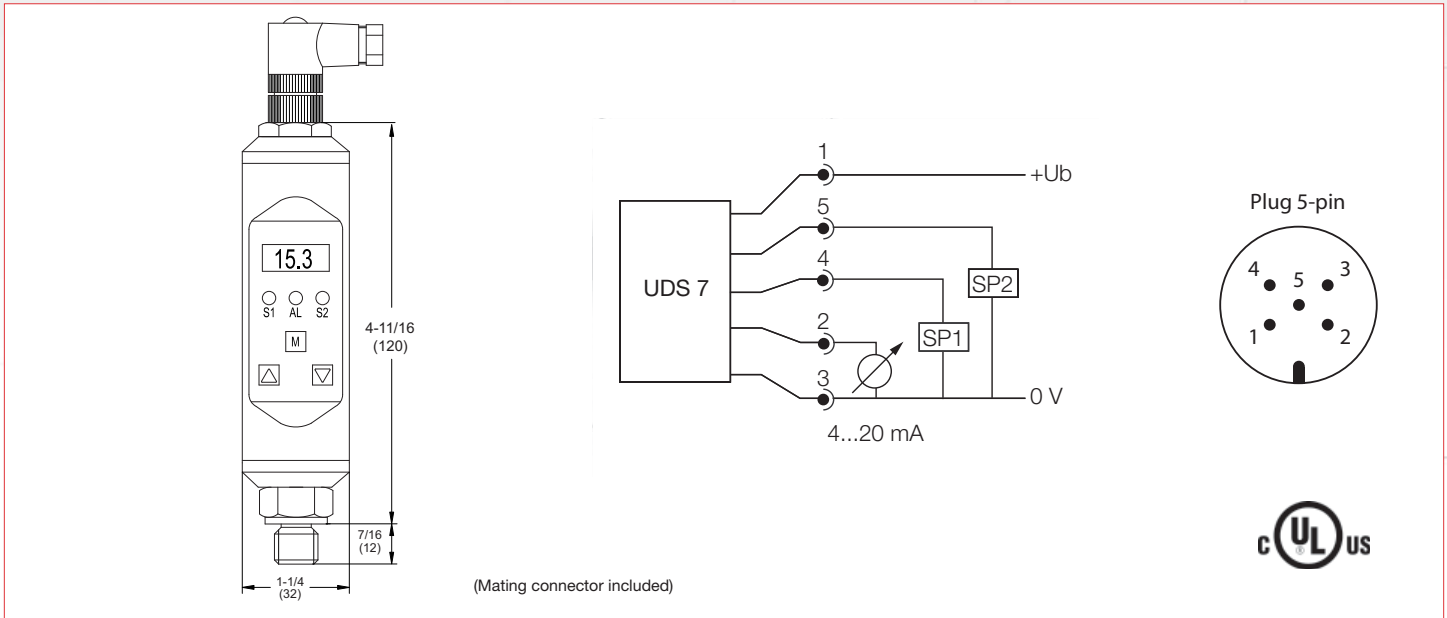 15.3
S1 AL S2
M
4-11/16
(120)
7/16
(12)
1-1/4
(32)
(Mating connector included)
UDS 7
1
+Ub
5
4
SP2
2
SP1
3
0 V
4...20 mA
Plug 5-pin
4 5 3
1 2
c UL ® US